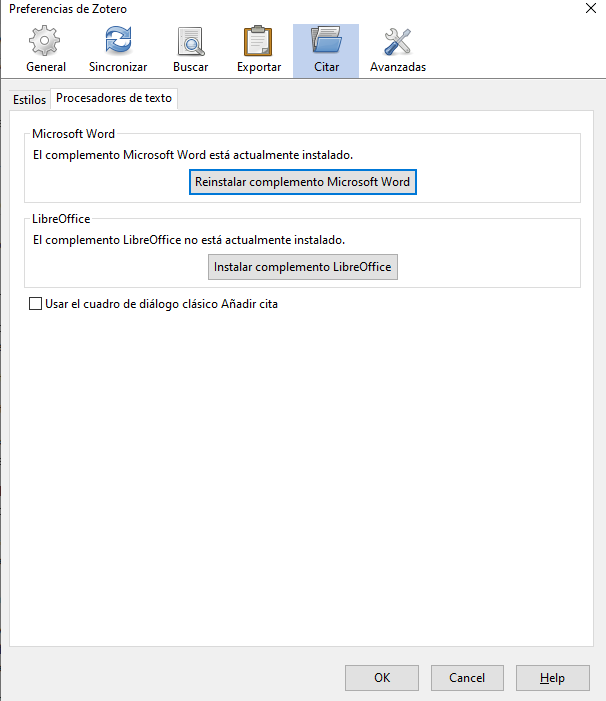 Preferencias de Zotero
General Sincronizar Buscar Exportar Citar Avanzadas
Estilos Procesadores de texto
Microsoft Word
El complemento Microsoft Word está actualmente instalado.
Reinstalar complemento Microsoft Word
LibreOffice
El complemento LibreOffice no está actualmente instalado.
Instalar complemento LibreOffice
Usar el cuadro de diálogo clásico Añadir cita
OK Cancel Help